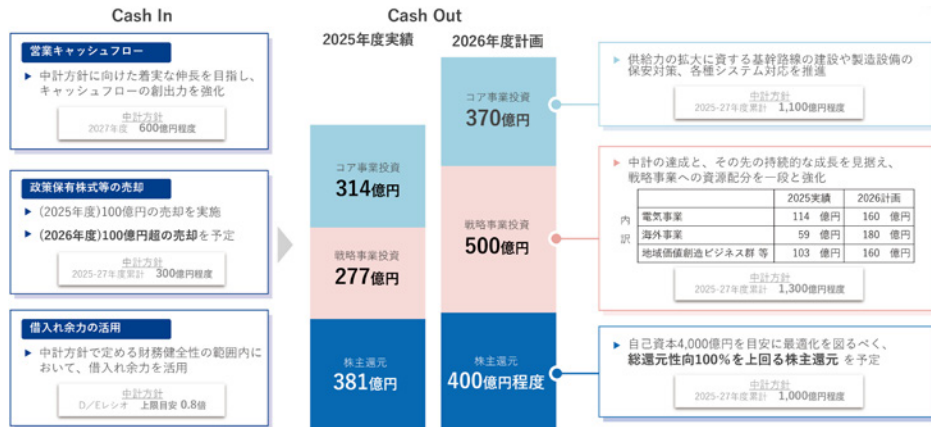 Cash In
Cash Out
営業キャッシュフロー
▶ 中計方針に向けた着実な伸長を目指し、
キャッシュフローの創出力を強化
中計方針
2027年度 600億円程度
政策保有株式等の売却
▶ (2025年度)100億円の売却を実施
▶ (2026年度)100億円超の売却を予定
中計方針
2025-27年度累計 300億円程度
借入れ余力の活用
▶ 中計方針で定める財務健全性の範囲内に
おいて、借入れ余力を活用
中計方針
D/Eレシオ 上限目安 0.8倍
2025年度実績
コア事業投資
314億円
戦略事業投資
277億円
株主還元
381億円
2026年度計画
コア事業投資
370億円
戦略事業投資
500億円
株主還元
400億円程度
▶ 供給力の拡大に資する基幹路線の建設や製造設備の
保安対策、各種システム対応を推進
中計方針
2025-27年度累計 1,100億円程度
▶ 中計の達成と、その先の持続的な成長を見据え、
戦略事業への資源配分を一段と強化
内訳
2025実績 2026計画
電気事業 114 億円 160 億円
海外事業 59 億円 180 億円
地域価値創造ビジネス群 等 103 億円 160 億円
中計方針
2025-27年度累計 1,300億円程度
▶ 自己資本4,000億円を目安に最適化を図るべく、
総還元性向100%を上回る株主還元 を予定
中計方針
2025-27年度累計 1,000億円程度